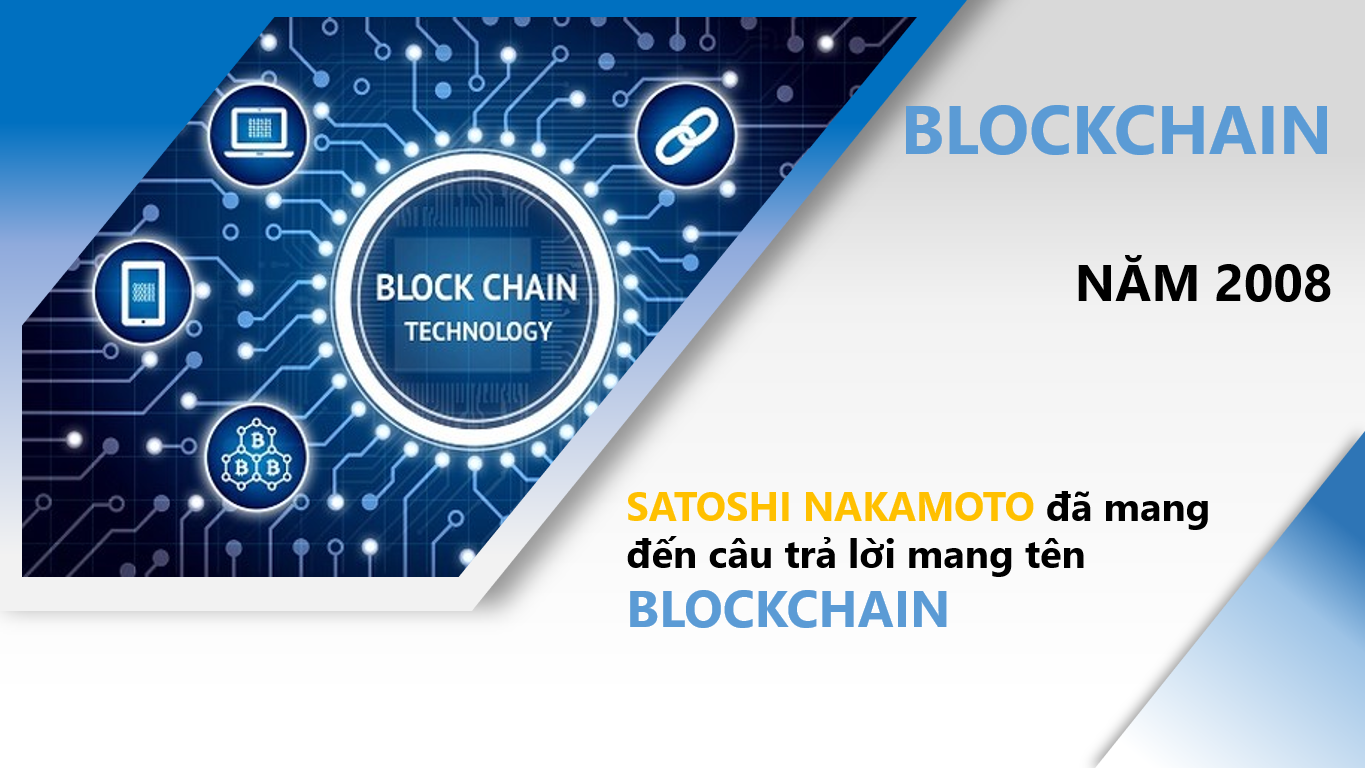 BLOCKCHAIN
BLOCK CHAIN
TECHNOLOGY
NĂM 2008
SATOSHI NAKAMOTO đã mang
đến câu trả lời mang tên
BLOCKCHAIN